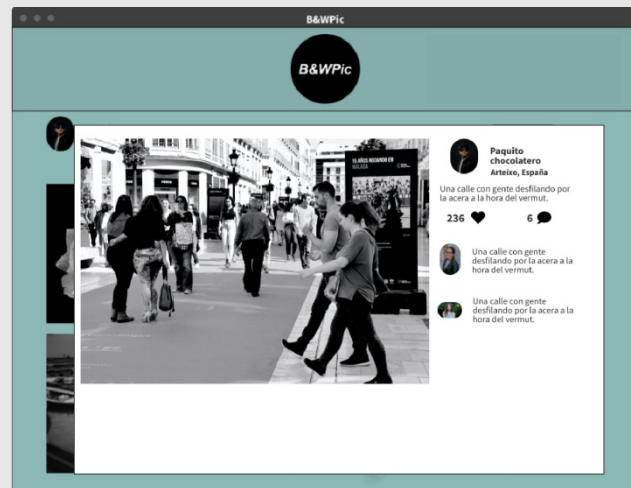 B&WPic
B&WPic
15 AÑOS RODANDO EN
MÁLAGA
Paquito
chocolatero
Arteixo, España
Una calle con gente desfilando por
la acera a la hora del vermut.
236
6
Una calle con gente
desfilando por la acera a la
hora del vermut.
Una calle con gente
desfilando por la acera a la
hora del vermut.